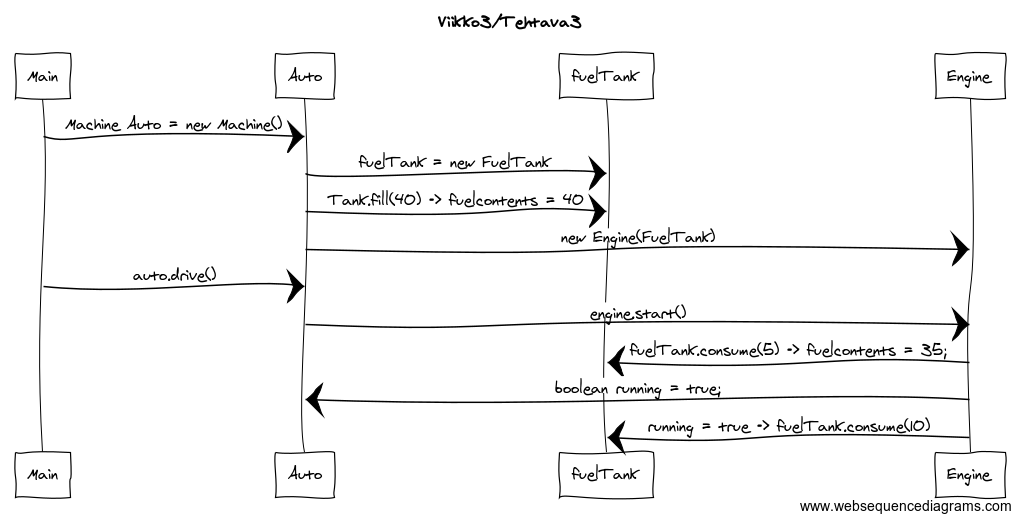 Viikko3/Tehtava3
Main
Auto
fuelTank
Engine
Machine Auto = new Machine()
fuelTank = new FuelTank
Tank.fill(40) -> fuelcontents = 40
new Engine(FuelTank)
auto.drive()
engine.start()
fuelTank.consume(5) -> fuelcontents = 35;
boolean running = true;
running = true -> fuelTank.consume(10)
Main
Auto
fuelTank
Engine
www.websequencediagrams.com